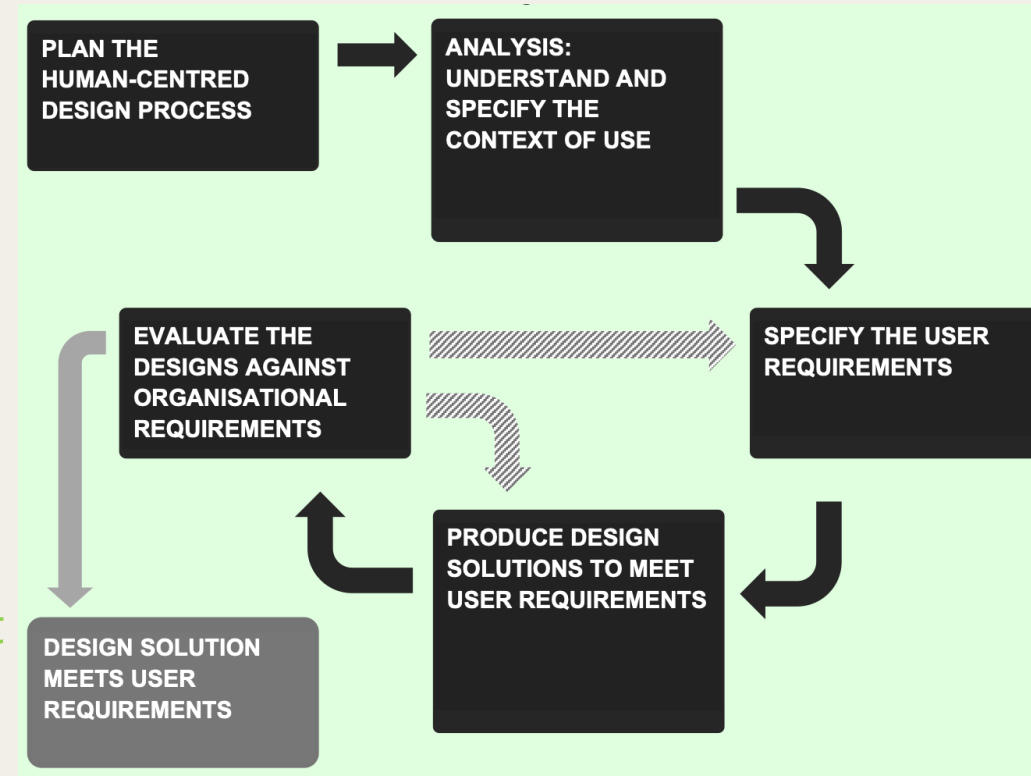 PLAN THE
HUMAN-CENTRED
DESIGN PROCESS
ANALYSIS:
UNDERSTAND AND
SPECIFY THE
CONTEXT OF USE
EVALUATE THE
DESIGNS AGAINST
ORGANISATIONAL
REQUIREMENTS
SPECIFY THE USER
REQUIREMENTS
PRODUCE DESIGN
SOLUTIONS TO MEET
USER REQUIREMENTS
DESIGN SOLUTION
MEETS USER
REQUIREMENTS